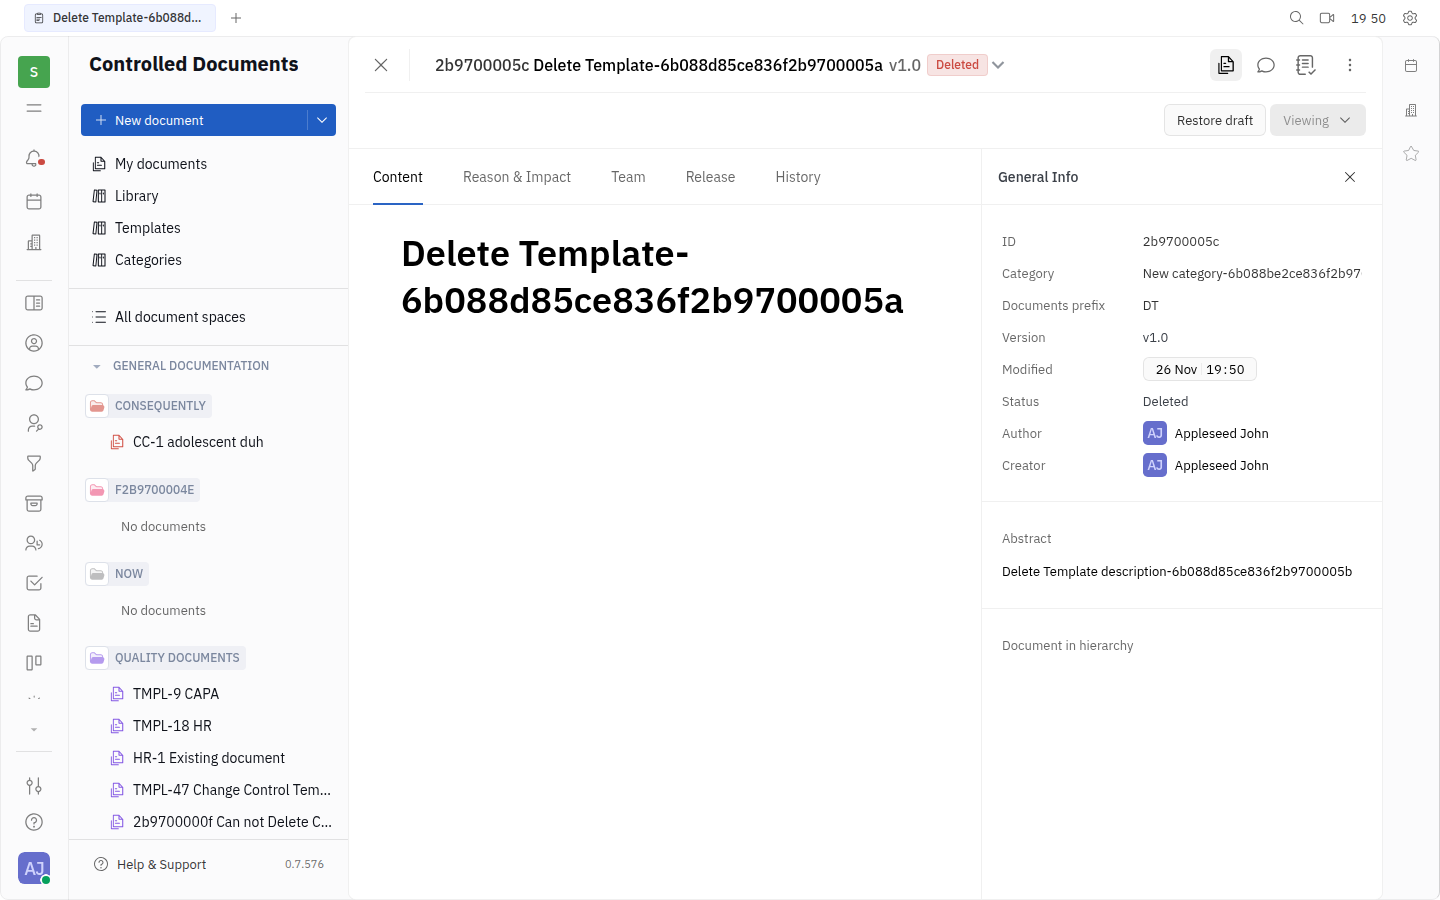 Delete Template-6b088d...
19 50
S
Controlled Documents
New document
My documents
Library
Templates
Categories
All document spaces
GENERAL DOCUMENTATION
CONSEQUENTLY
CC-1 adolescent duh
F2B9700004E
No documents
NOW
No documents
QUALITY DOCUMENTS
TMPL-9 CAPA
TMPL-18 HR
HR-1 Existing document
TMPL-47 Change Control Tem...
2b9700000f Can not Delete C...
Help & Support
0.7.576
AJ
2b9700005c Delete Template-6b088d85ce836f2b9700005a v1.0 Deleted
Restore draft
Viewing
Content
Reason & Impact
Team
Release
History
Delete Template-
6b088d85ce836f2b9700005a
General Info
ID 2b9700005c
Category New category-6b088be2ce836f2b97
Documents prefix DT
Version v1.0
Modified 26 Nov 19:50
Status Deleted
Author AJ Appleseed John
Creator AJ Appleseed John
Abstract
Delete Template description-6b088d85ce836f2b9700005b
Document in hierarchy